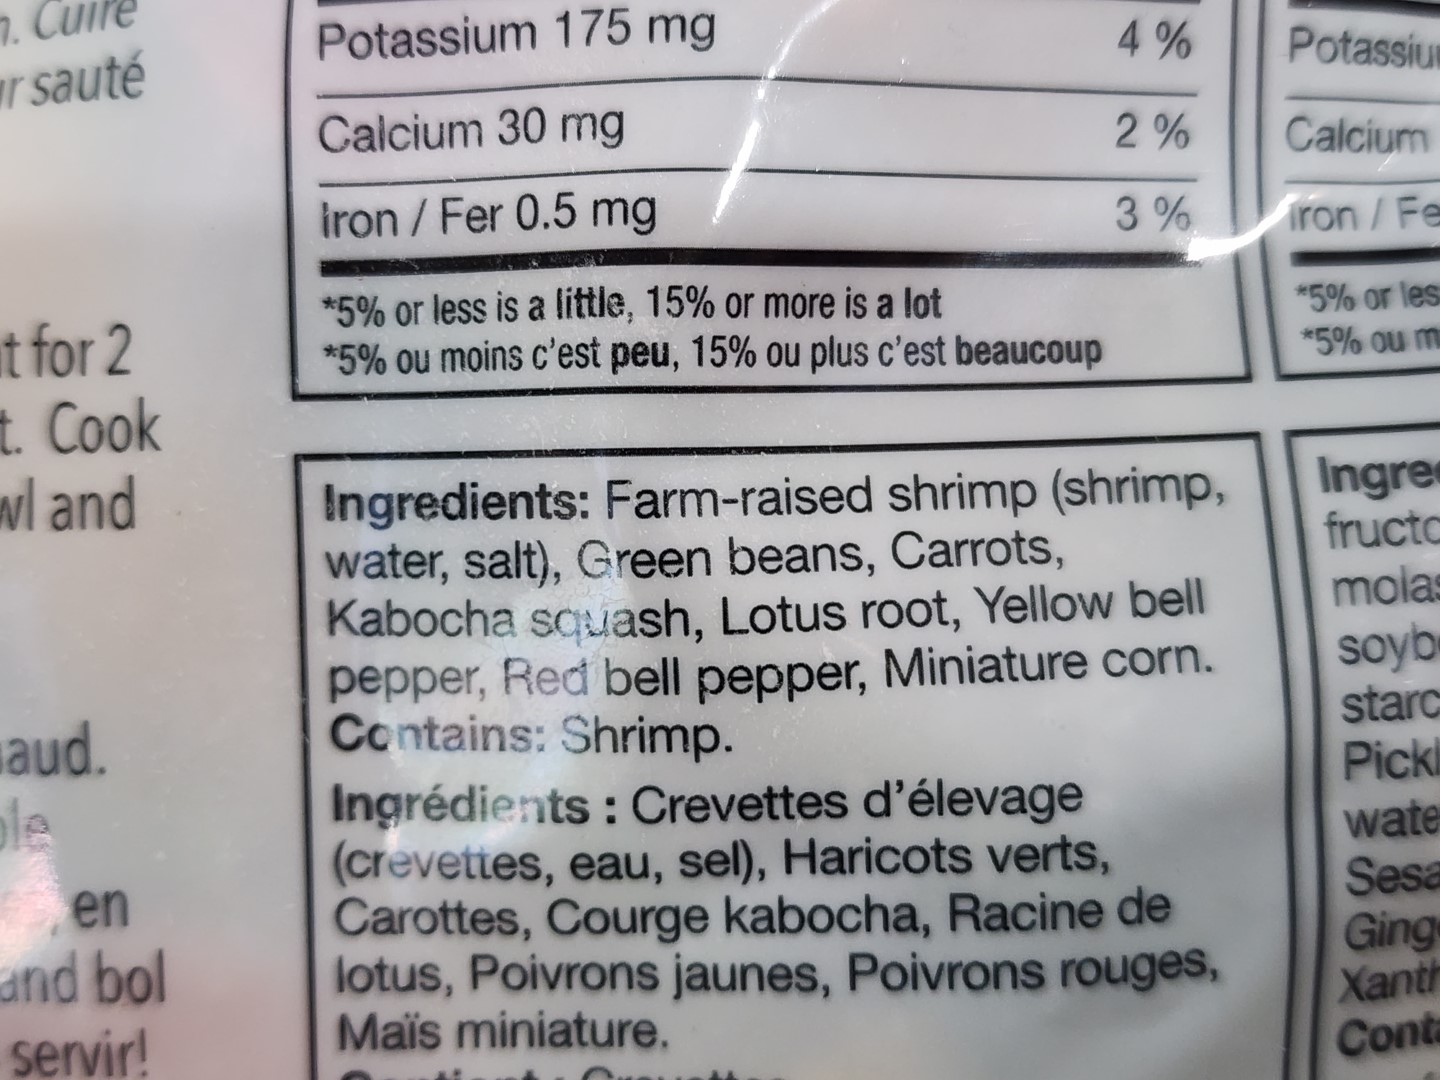 n. Cuire
ur sauté
t for 2
t. Cook
wl and
aud.
en
and bol
servir!
Potassium 175 mg 4 %
Calcium 30 mg 2 %
Iron / Fer 0.5 mg 3 %
*5% or less is a little, 15% or more is a lot
*5% ou moins c'est peu, 15% ou plus c'est beaucoup
Ingredients: Farm-raised shrimp (shrimp,
water, salt), Green beans, Carrots,
Kabocha squash, Lotus root, Yellow bell
pepper, Red bell pepper, Miniature corn.
Contains: Shrimp.
Ingrédients : Crevettes d'élevage
(crevettes, eau, sel), Haricots verts,
Carottes, Courge kabocha, Racine de
lotus, Poivrons jaunes, Poivrons rouges,
Maïs miniature.
Potassiu
Calcium
Iron / Fe
*5% or les
*5% ou m
Ingre
fructo
molas
soyb
starc
Pickl
wate
Sesa
Ging
Xanth
Conta